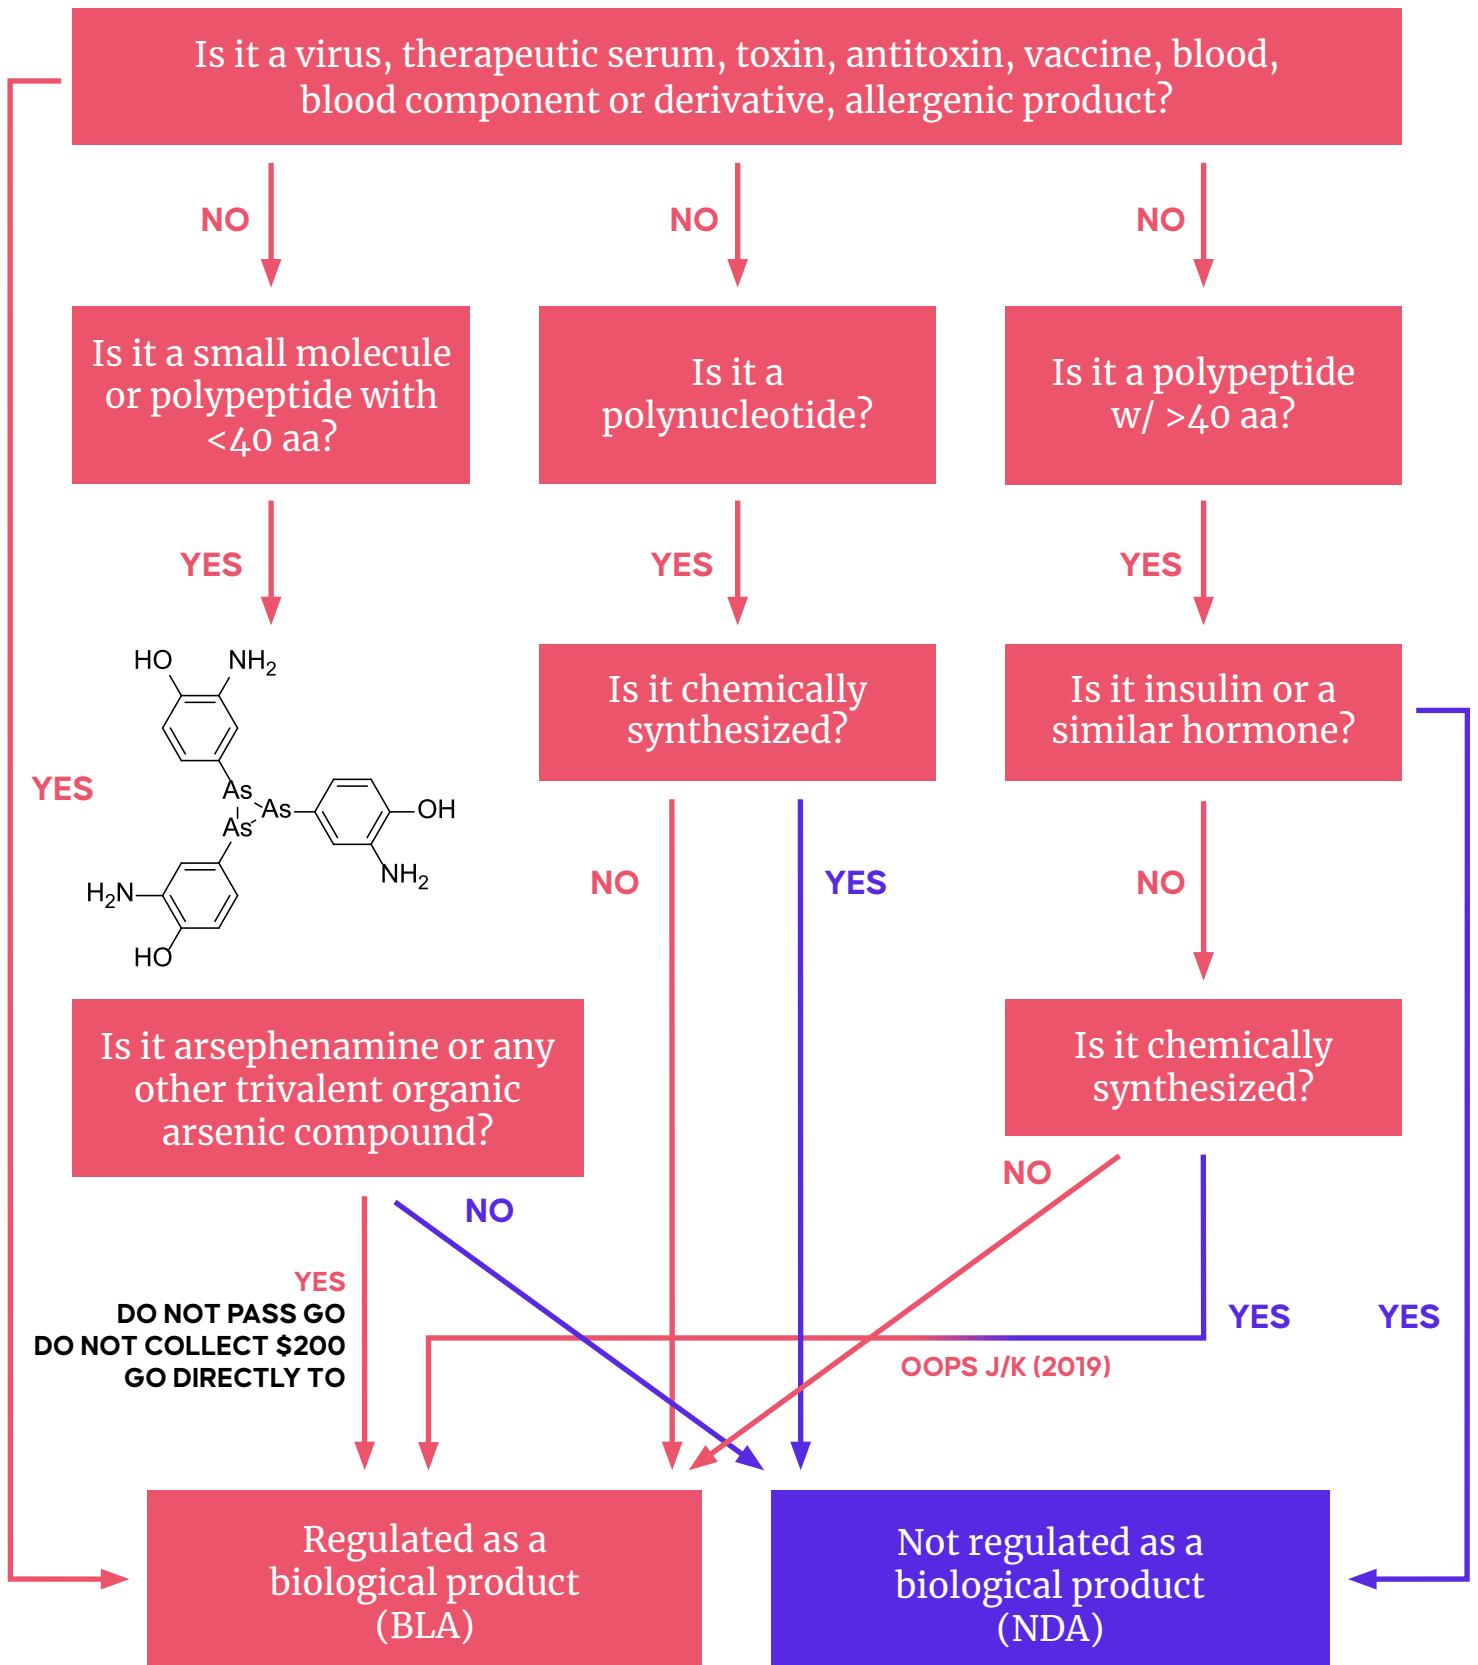 Is it a virus, therapeutic serum, toxin, antitoxin, vaccine, blood,
blood component or derivative, allergenic product?
NO
NO
NO
Is it a small molecule
or polypeptide with
<40 aa?
Is it a
polynucleotide?
Is it a polypeptide
w/ >40 aa?
YES
YES
YES
HO
NH2
As
As
As
OH
NH2
H2N
HO
Is it chemically
synthesized?
Is it insulin or a
similar hormone?
YES
NO
YES
NO
Is it arsephenamine or any
other trivalent organic
arsenic compound?
Is it chemically
synthesized?
NO
NO
YES
DO NOT PASS GO
DO NOT COLLECT $200
GO DIRECTLY TO
YES
YES
OOPS J/K (2019)
Regulated as a
biological product
(BLA)
Not regulated as a
biological product
(NDA)